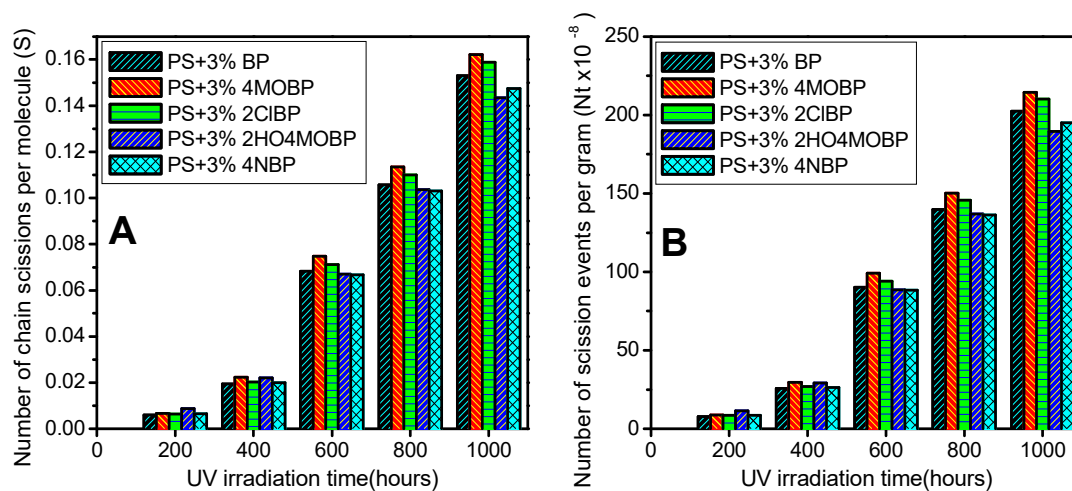 Number of chain scissions per molecule (S)
0.16
0.14
0.12
0.10
0.08
0.06
0.04
0.02
0.00
PS+3% BP
PS+3% 4MOBP
PS+3% 2ClBP
PS+3% 2HO4MOBP
PS+3% 4NBP
A
0 200 400 600 800 1000
UV irradiation time(hours)
Number of scission events per gram (Nt x10 -8)
250
200
150
100
50
0
PS+3% BP
PS+3% 4MOBP
PS+3% 2ClBP
PS+3% 2HO4MOBP
PS+3% 4NBP
B
0 200 400 600 800 1000
UV irradiation time(hours)